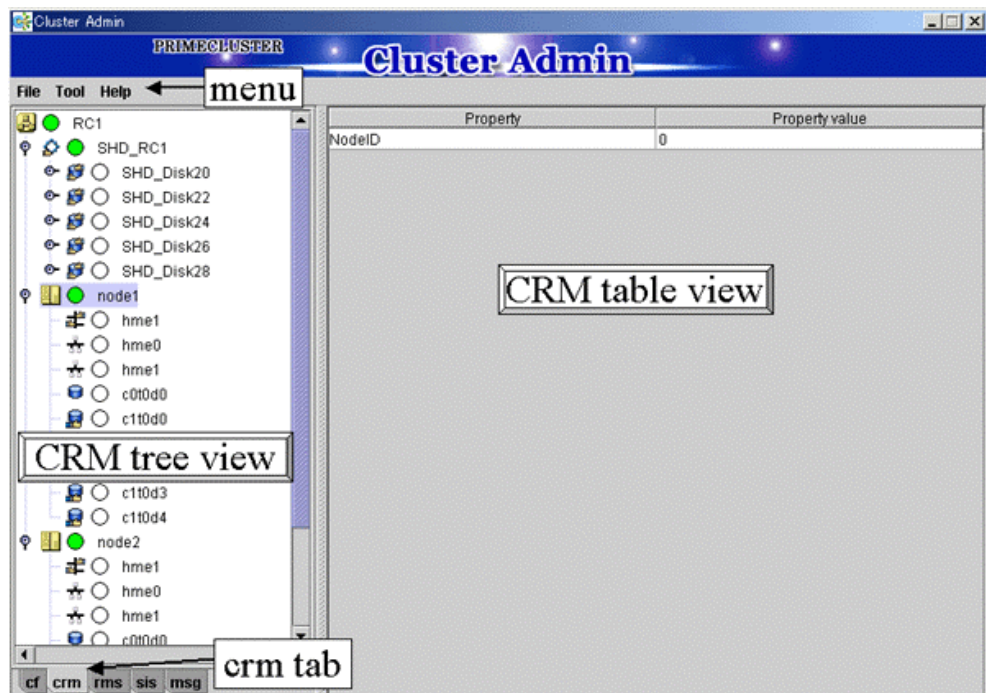 Cluster Admin
PRIMECLUSTER
Cluster Admin
File Tool Help
menu
RC1
SHD_RC1
SHD_Disk20
SHD_Disk22
SHD_Disk24
SHD_Disk26
SHD_Disk28
node1
hme1
hme0
hme1
c0t0d0
c1t0d0
CRM tree view
c1t0d3
c1t0d4
node2
hme1
hme0
hme1
c0t0d0
Property Property value
NodeID 0
CRM table view
crm tab
cf crm rms sis msg